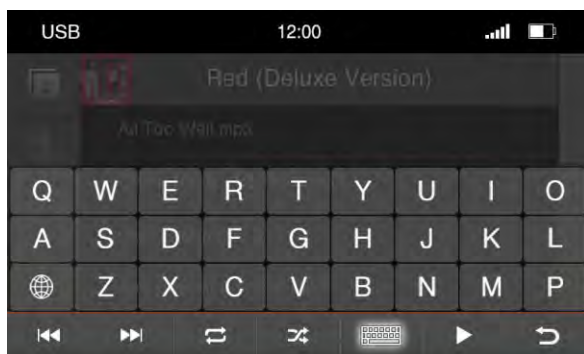 USB 12:00
Red (Deluxe Version)
All Too Well.mp3
Q W E R T Y U I O
A S D F G H J K L
Z X C V B N M P